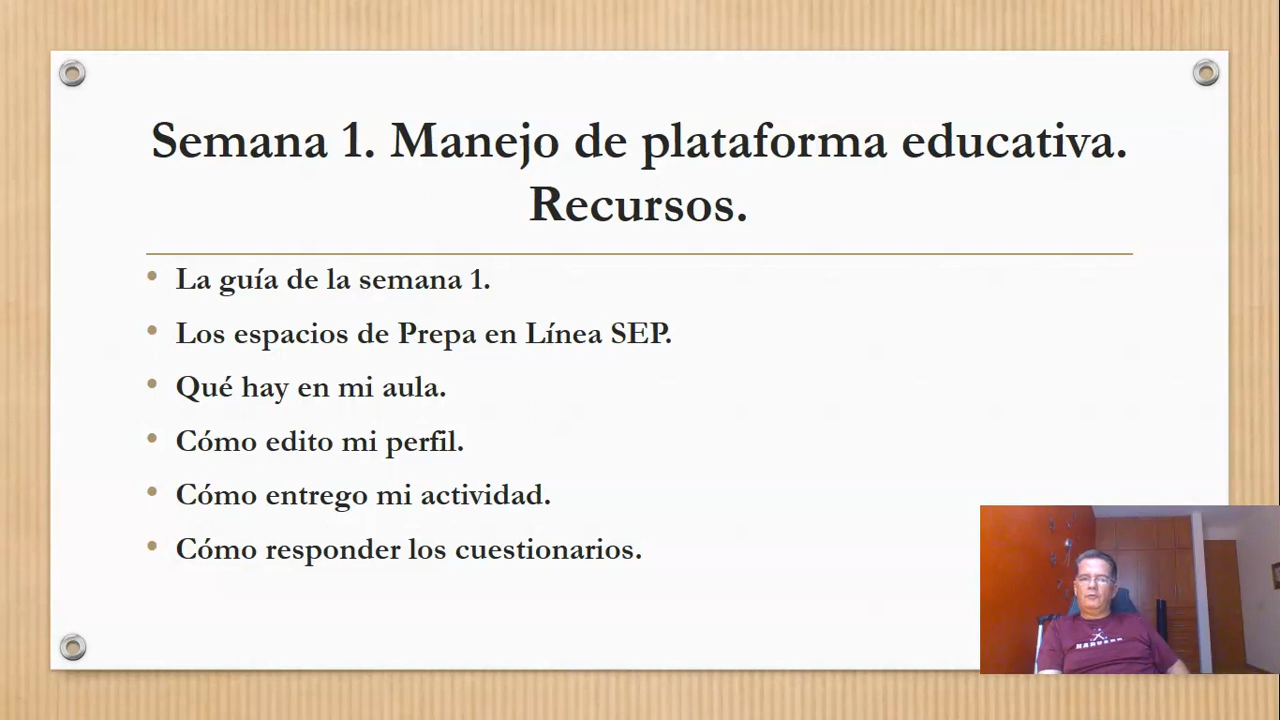 Semana 1. Manejo de plataforma educativa.
Recursos.
La guía de la semana 1.
Los espacios de Prepa en Línea SEP.
Qué hay en mi aula.
Cómo edito mi perfil.
Cómo entrego mi actividad.
Cómo responder los cuestionarios.
HARVARD